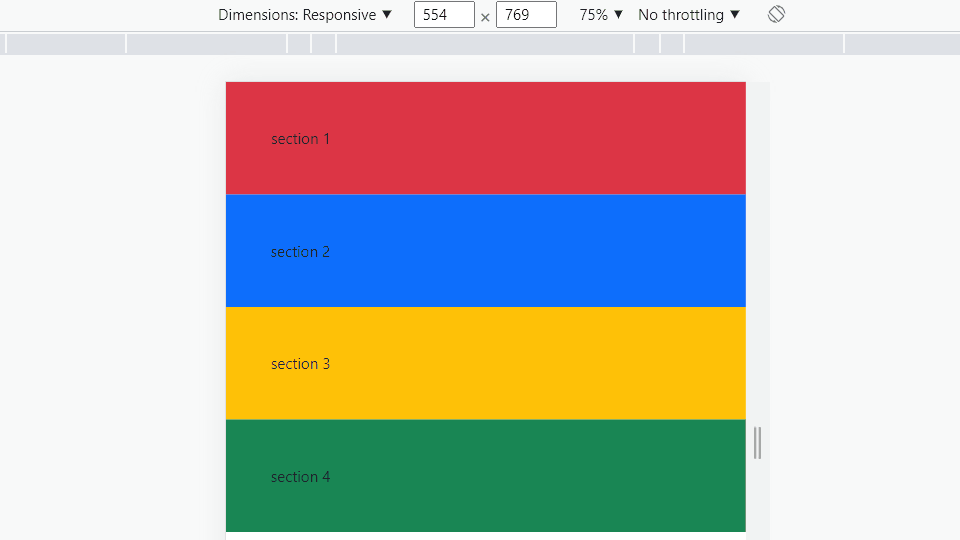 Dimensions: Responsive ▼ 554 × 769 75% ▼ No throttling ▼
section 1
section 2
section 3
section 4